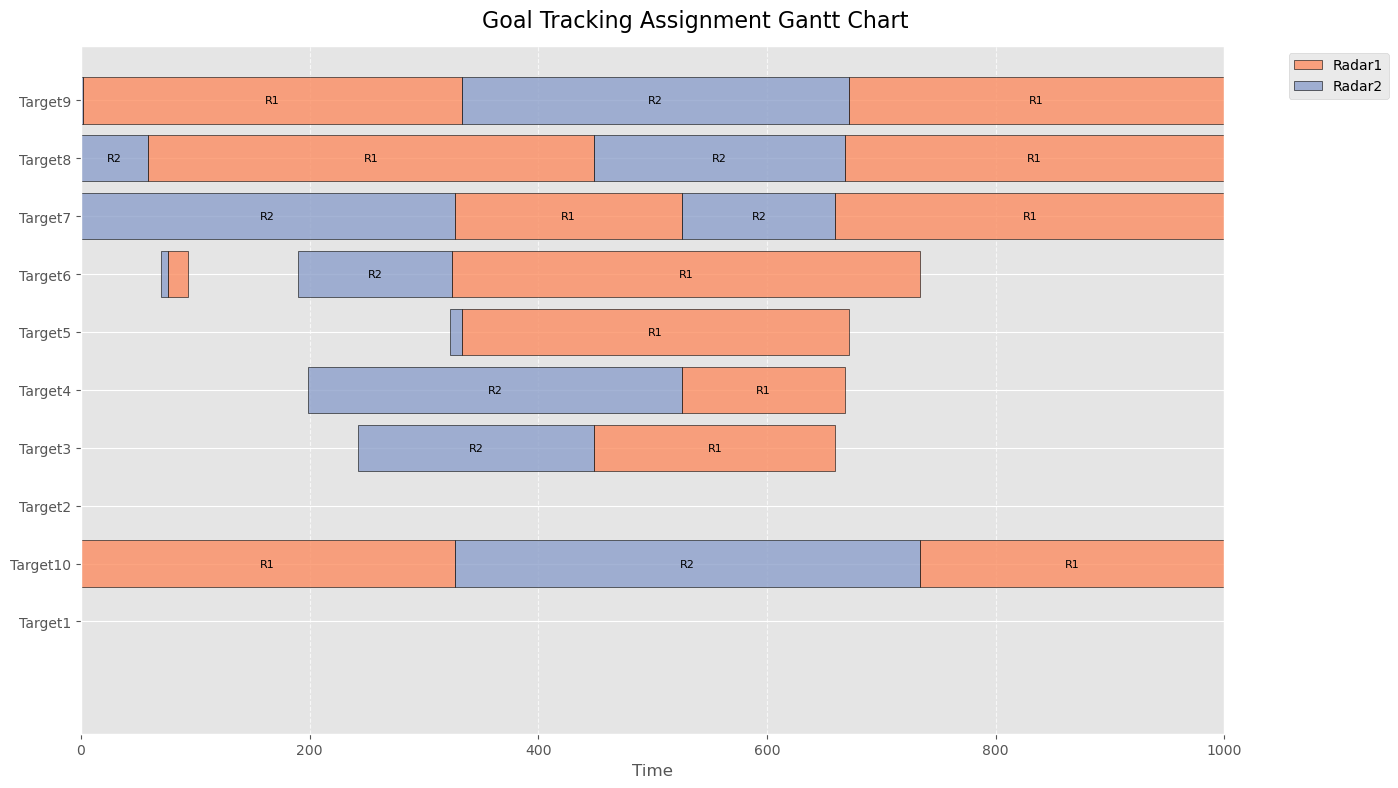 Goal Tracking Assignment Gantt Chart
Radar1
Radar2
Target9 R1 R2 R1
Target8 R2 R1 R2 R1
Target7 R2 R1 R2 R1
Target6 R2 R1
Target5 R1
Target4 R2 R1
Target3 R2 R1
Target2
Target10 R1 R2 R1
Target1
0 200 400 600 800 1000
Time